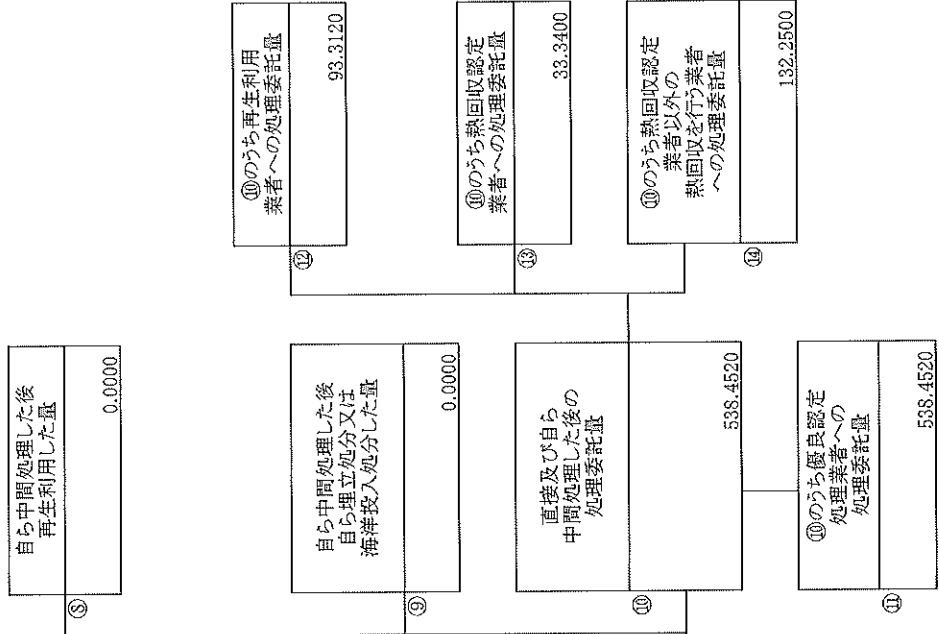 ⑧
自ら中間処理した後
再生利用した量
0.0000
⑨
自ら中間処理した後
自ら埋立処分又は
海洋投入処分した量
0.0000
⑩
直接及び自ら
中間処理した後の
処理委託量
538.4520
⑪
⑩のうち優良認定
処理業者への
処理委託量
538.4520
⑫
⑩のうち再生利用
業者への処理委託量
93.3120
⑬
⑩のうち熱回収認定
業者への処理委託量
33.3400
⑭
⑩のうち熱回収認定
業者以外の
熱回収を行う業者
への処理委託量
132.2500